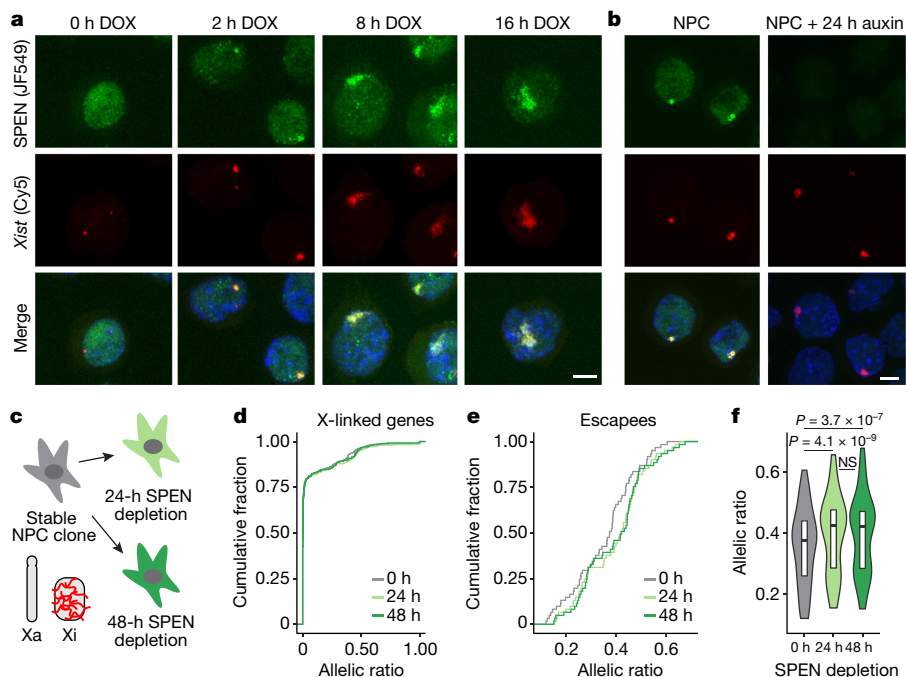 a
0 h DOX 2 h DOX 8 h DOX 16 h DOX
SPEN (JF549)
Xist (Cy5)
Merge
b
NPC NPC + 24 h auxin
c
Stable
NPC clone
24-h SPEN
depletion
48-h SPEN
depletion
Xa Xi
d
X-linked genes
Cumulative fraction
1.00
0.75
0.50
0.25
0
0 h
24 h
48 h
0 0.50 1.00
Allelic ratio
e
Escapees
Cumulative fraction
1.00
0.75
0.50
0.25
0
0 h
24 h
48 h
0.2 0.4 0.6
Allelic ratio
f
P = 3.7 × 10⁻⁷
P = 4.1 × 10⁻⁹
NS
Allelic ratio
0.6
0.4
0.2
0 h 24 h 48 h
SPEN depletion